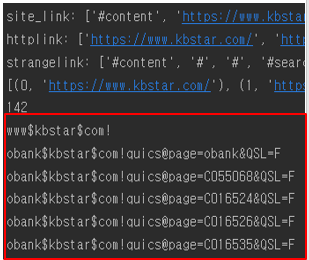 site_link: ['#content', 'https://www.kbstar
httplink: ['https://www.kbstar.com/', 'http
strangelink: ['#content', '#', '#', '#sear
[(0, 'https://www.kbstar.com/'), (1, 'https
142
www$kbstar$com!
obank$kbstar$com!quics@page=obank&QSL=F
obank$kbstar$com!quics@page=C055068&QSL=F
obank$kbstar$com!quics@page=C016524&QSL=F
obank$kbstar$com!quics@page=C016526&QSL=F
obank$kbstar$com!quics@page=C016535&QSL=F